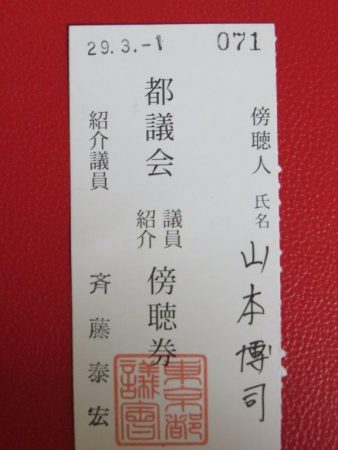 29.3.-1
071
傍聴人 氏名 山本博司
都議会 議員紹介 傍聴券
紹介議員 斉藤泰宏
東京都議会